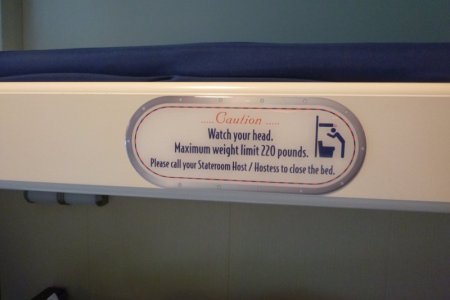 ..... Caution .....
Watch your head.
Maximum weight limit 220 pounds.
Please call your Stateroom Host / Hostess to close the bed.